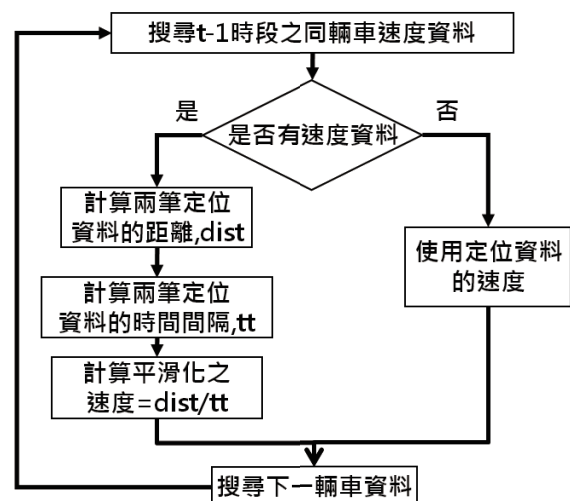 搜尋t-1時段之同輛車速度資料
是
否
是否有速度資料
計算兩筆定位
資料的距離,dist
使用定位資料
的速度
計算兩筆定位
資料的時間間隔,tt
計算平滑化之
速度=dist/tt
搜尋下一輛車資料